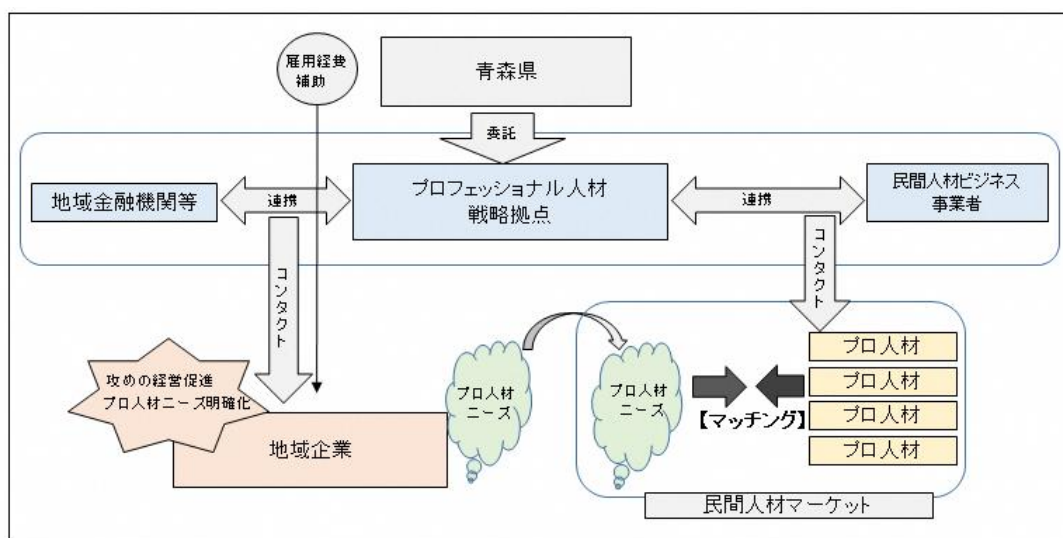 雇用経費
補助
青森県
委託
地域金融機関等
連携
プロフェッショナル人材
戦略拠点
連携
民間人材ビジネス
事業者
コンタクト
コンタクト
攻めの経営促進
プロ人材ニーズ明確化
地域企業
プロ人材
ニーズ
プロ人材
ニーズ
【マッチング】
プロ人材
プロ人材
プロ人材
プロ人材
民間人材マーケット